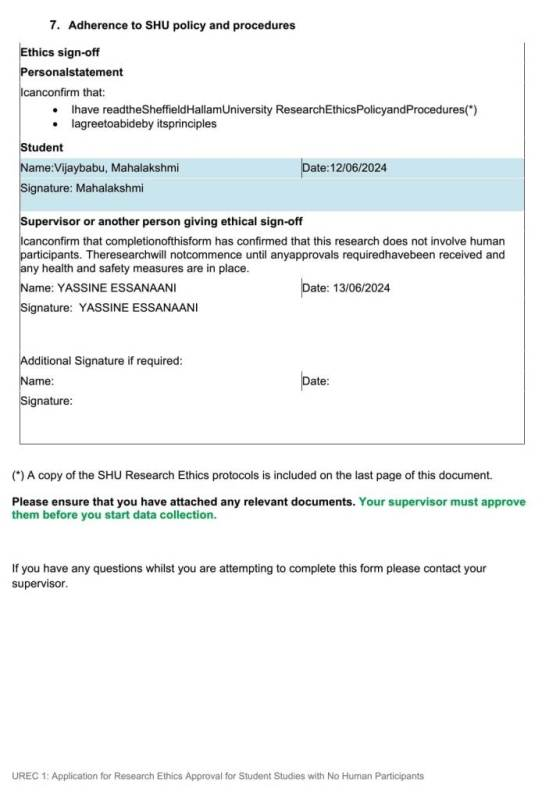 7. Adherence to SHU policy and procedures
Ethics sign-off
Personalstatement
Icanconfirm that:
• Ihave readtheSheffieldHallamUniversity ResearchEthicsPolicyandProcedures(*)
• Iagreetoabideby itsprinciples
Student
Name:Vijaybabu, Mahalakshmi Date:12/06/2024
Signature: Mahalakshmi
Supervisor or another person giving ethical sign-off
Icanconfirm that completionofthisform has confirmed that this research does not involve human
participants. Theresearchwill notcommence until anyapprovals requiredhavebeen received and
any health and safety measures are in place.
Name: YASSINE ESSANAANI Date: 13/06/2024
Signature: YASSINE ESSANAANI
Additional Signature if required:
Name: Date:
Signature:
(*) A copy of the SHU Research Ethics protocols is included on the last page of this document.
Please ensure that you have attached any relevant documents. Your supervisor must approve
them before you start data collection.
If you have any questions whilst you are attempting to complete this form please contact your
supervisor.
UREC 1: Application for Research Ethics Approval for Student Studies with No Human Participants